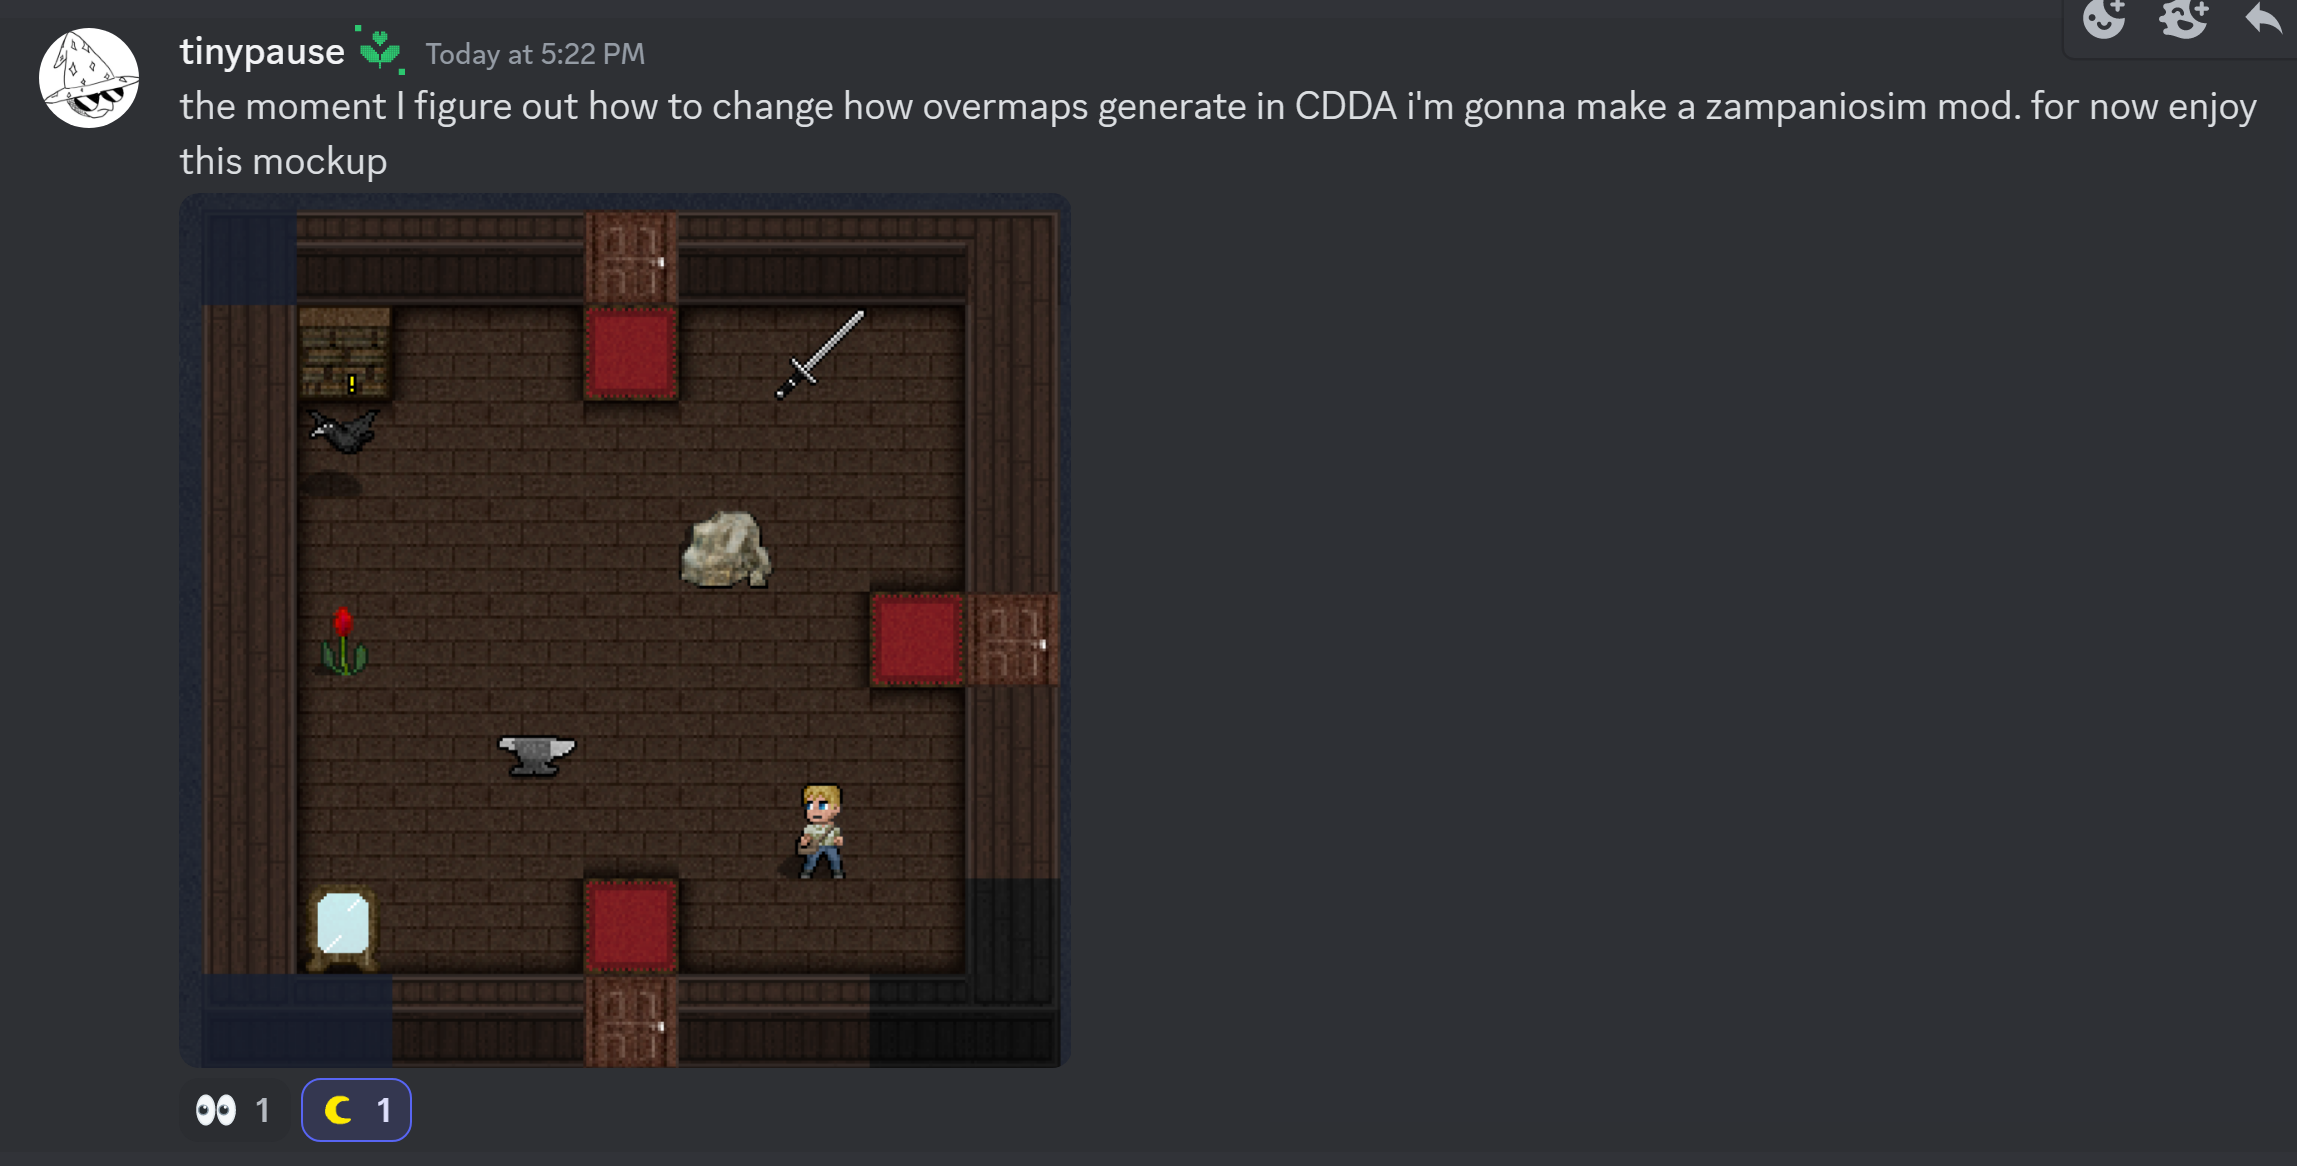 tinypause Today at 5:22 PM
the moment I figure out how to change how overmaps generate in CDDA i'm gonna make a zampaniosim mod. for now enjoy
this mockup
!
1 1